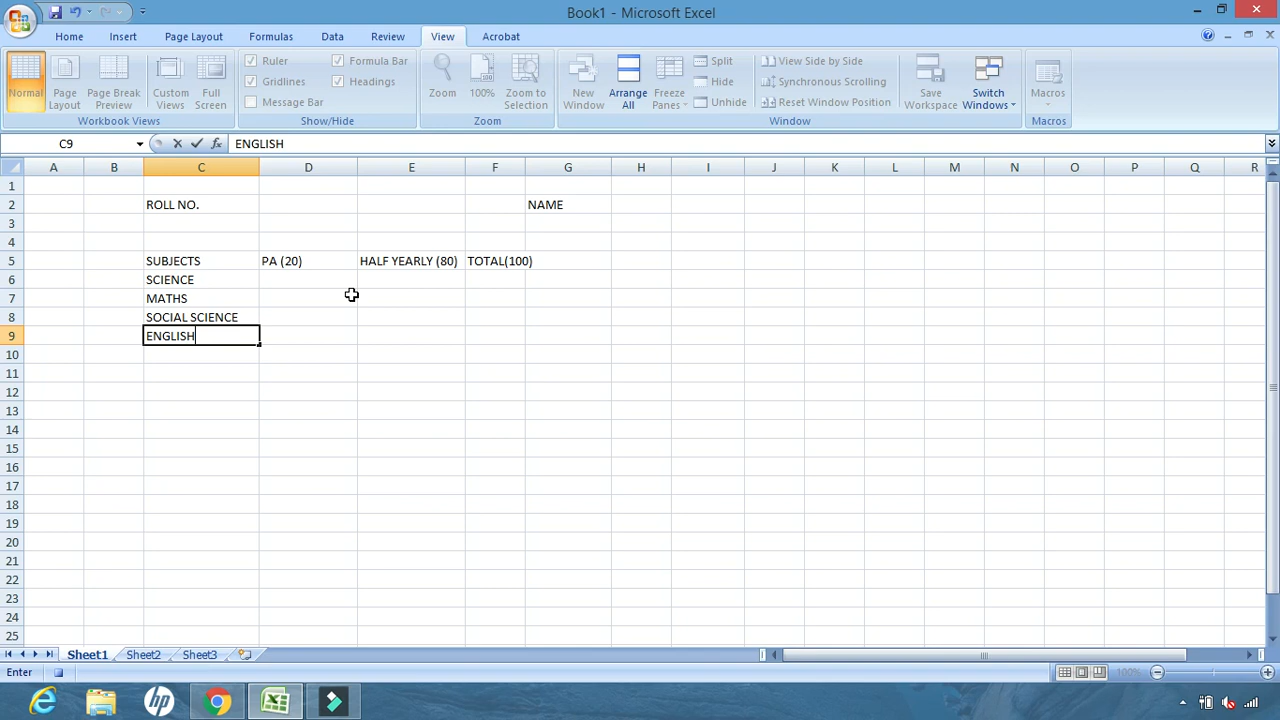 Book1 - Microsoft Excel
Home Insert Page Layout Formulas Data Review View Acrobat
Normal
Page Layout
Page Break Preview
Custom Views
Full Screen
Workbook Views
Ruler
Formula Bar
Gridlines
Headings
Message Bar
Show/Hide
Zoom
100%
Zoom to Selection
Zoom
New Window
Arrange All
Freeze Panes
Split
Hide
Unhide
View Side by Side
Synchronous Scrolling
Reset Window Position
Window
Save Workspace
Switch Windows
Macros
Macros
C9 fx ENGLISH
A B C D E F G H I J K L M N O P Q R
1
2 ROLL NO. NAME
3
4
5 SUBJECTS PA (20) HALF YEARLY (80) TOTAL(100)
6 SCIENCE
7 MATHS
8 SOCIAL SCIENCE
9 ENGLISH
10
11
12
13
14
15
16
17
18
19
20
21
22
23
24
25
Sheet1 Sheet2 Sheet3
Enter 100%
hp